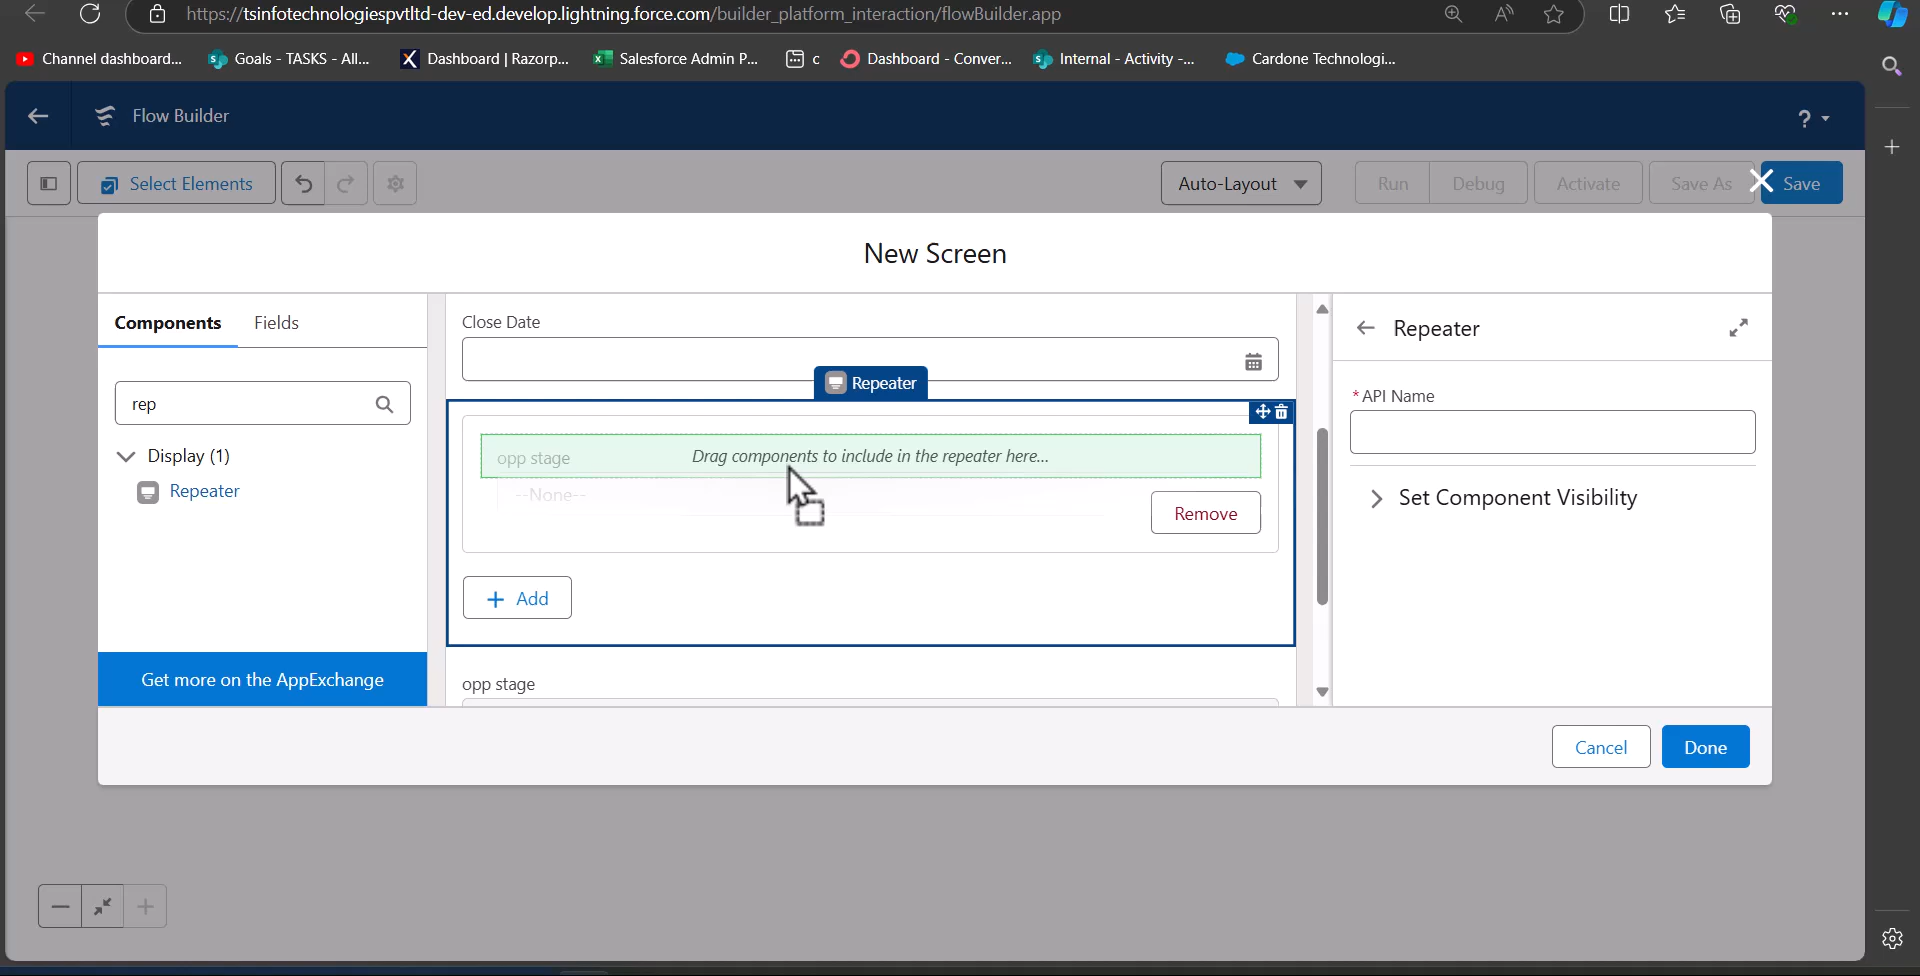 https://tsinfotechnologiespvtltd-dev-ed.develop.lightning.force.com/builder_platform_interaction/flowBuilder.app
Channel dashboard... Goals - TASKS - All... Dashboard | Razorp... Salesforce Admin P... c Dashboard - Conver... Internal - Activity -... Cardone Technologi...
Flow Builder
?
Select Elements
Auto-Layout
Run
Debug
Activate
Save As
Save
New Screen
Components
Fields
rep
Display (1)
Repeater
Get more on the AppExchange
Close Date
Repeater
opp stage
Drag components to include in the repeater here...
--None--
Remove
+ Add
opp stage
Repeater
* API Name
Set Component Visibility
Cancel
Done